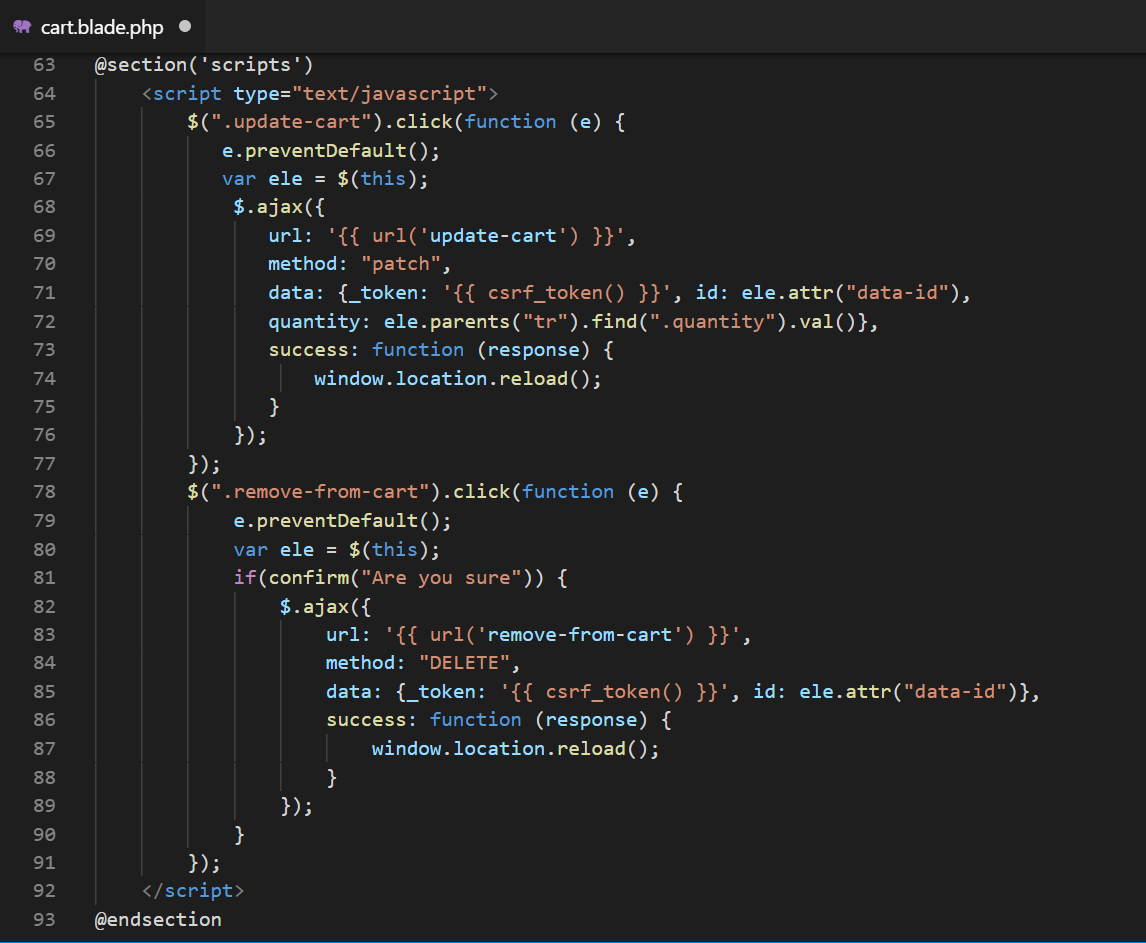 cart.blade.php
63 @section('scripts')
64 <script type="text/javascript">
65 $(".update-cart").click(function (e) {
66 e.preventDefault();
67 var ele = $(this);
68 $.ajax({
69 url: '{{ url('update-cart') }}',
70 method: "patch",
71 data: {_token: '{{ csrf_token() }}', id: ele.attr("data-id"),
72 quantity: ele.parents("tr").find(".quantity").val()},
73 success: function (response) {
74 window.location.reload();
75 }
76 });
77 });
78 $(".remove-from-cart").click(function (e) {
79 e.preventDefault();
80 var ele = $(this);
81 if(confirm("Are you sure")) {
82 $.ajax({
83 url: '{{ url('remove-from-cart') }}',
84 method: "DELETE",
85 data: {_token: '{{ csrf_token() }}', id: ele.attr("data-id")},
86 success: function (response) {
87 window.location.reload();
88 }
89 });
90 }
91 });
92 </script>
93 @endsection